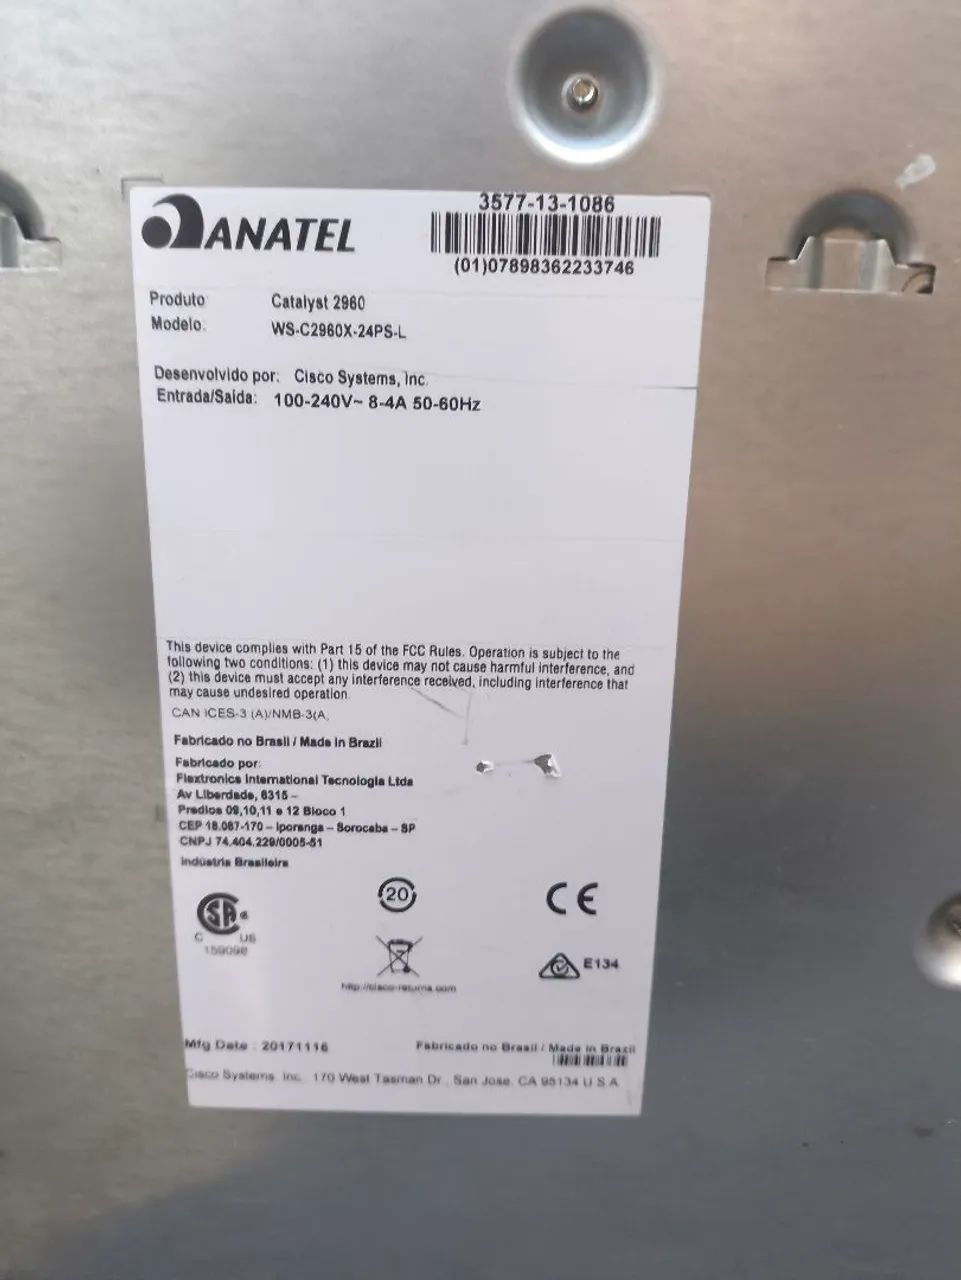 ANATEL
3577-13-1086
(01)07898362233746
Produto Catalyst 2960
Modelo: WS-C2960X-24PS-L
Desenvolvido por: Cisco Systems, Inc.
Entrada/Saída: 100-240V~ 8-4A 50-60Hz
This device complies with Part 15 of the FCC Rules. Operation is subject to the
following two conditions: (1) this device may not cause harmful interference, and
(2) this device must accept any interference received, including interference that
may cause undesired operation
CAN ICES-3 (A)/NMB-3(A,
Fabricado no Brasil / Made in Brazil
Fabricado por:
Flextronics International Tecnologia Ltda
Av Liberdade, 6315 –
Predios 09,10,11 e 12 Bloco 1
CEP 18.087-170 – Iporanga – Sorocaba – SP
CNPJ 74.404.229/0005-51
Indústria Brasileira
SA ®
C US
159098
20
CE
E134
http://cisco-returns.com
Mfg Date : 20171116
Fabricado no Brasil / Made in Brazil
Cisco Systems, Inc. 170 West Tasman Dr., San Jose, CA 95134 U S A